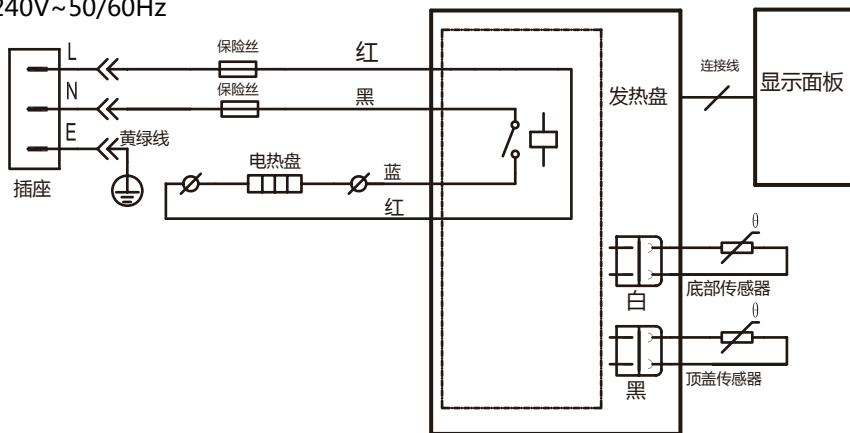 240V~50/60Hz
L
保险丝
红
N
保险丝
黑
E
黄绿线
插座
电热盘
蓝
红
发热盘
连接线
显示面板
θ
白
底部传感器
θ
黑
顶盖传感器